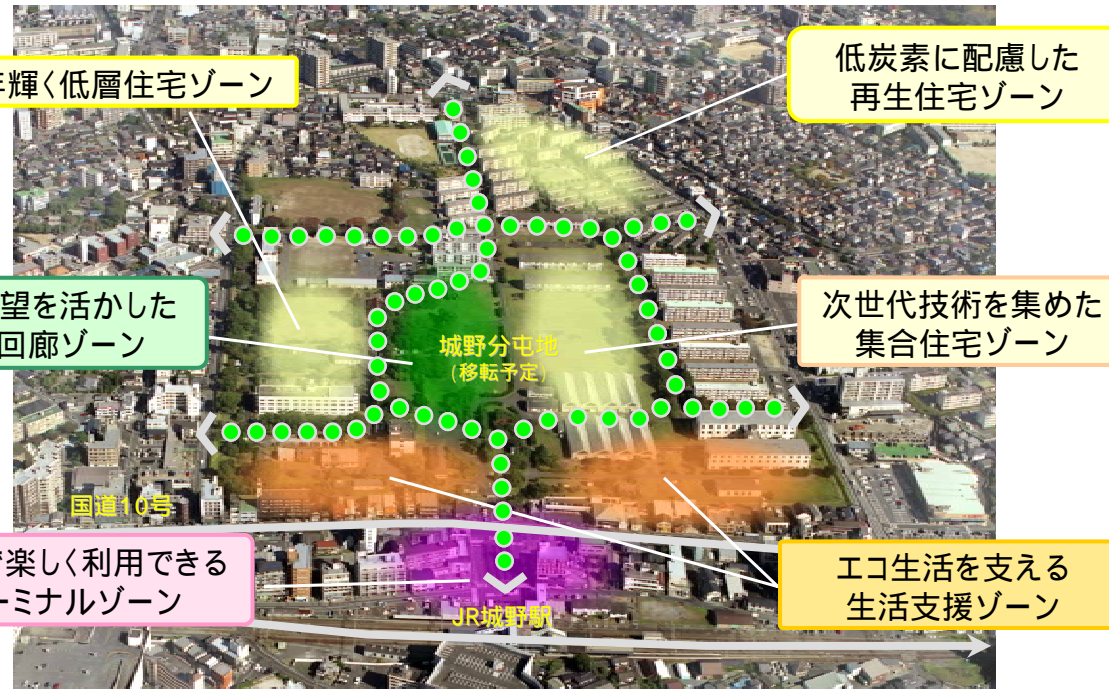 輝く低層住宅ゾーン
低炭素に配慮した
再生住宅ゾーン
望を活かした
回廊ゾーン
城野分屯地
(移転予定)
次世代技術を集めた
集合住宅ゾーン
国道10号
楽しく利用できる
ーミナルゾーン
JR城野駅
エコ生活を支える
生活支援ゾーン